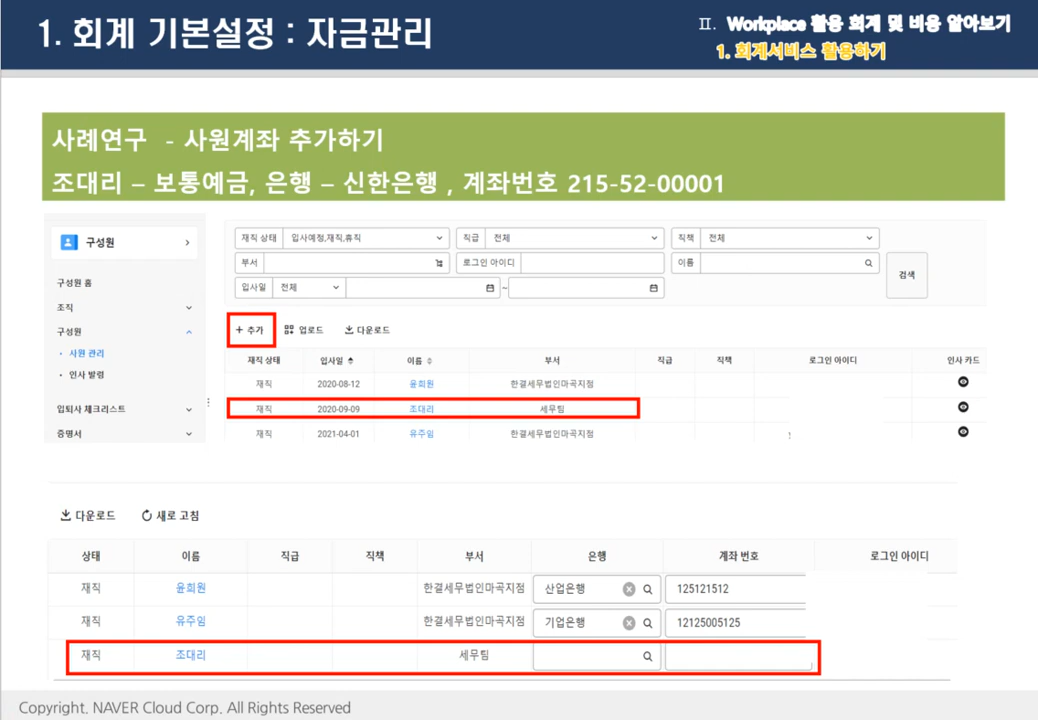 1. 회계 기본설정 : 자금관리
Ⅱ. Workplace 활용 회계 및 비용 알아보기
1. 회계서비스 활용하기
사례연구 - 사원계좌 추가하기
조대리 – 보통예금, 은행 – 신한은행 , 계좌번호 215-52-00001
구성원
구성원 홈
조직
구성원
· 사원 관리
· 인사 발령
입퇴사 체크리스트
증명서
재직 상태 입사예정,재직,휴직 직급 전체 직책 전체
부서 로그인 아이디 이름
검색
입사일 전체 ~
+ 추가 업로드 다운로드
재직 상태 입사일 이름 부서 직급 직책 로그인 아이디 인사 카드
재직 2020-08-12 윤희원 한결세무법인마곡지점
재직 2020-09-09 조대리 세무팀
재직 2021-04-01 유주임 한결세무법인마곡지점
다운로드 새로 고침
상태 이름 직급 직책 부서 은행 계좌 번호 로그인 아이디
재직 윤희원 한결세무법인마곡지점 산업은행 125121512
재직 유주임 한결세무법인마곡지점 기업은행 12125005125
재직 조대리 세무팀
Copyright. NAVER Cloud Corp. All Rights Reserved